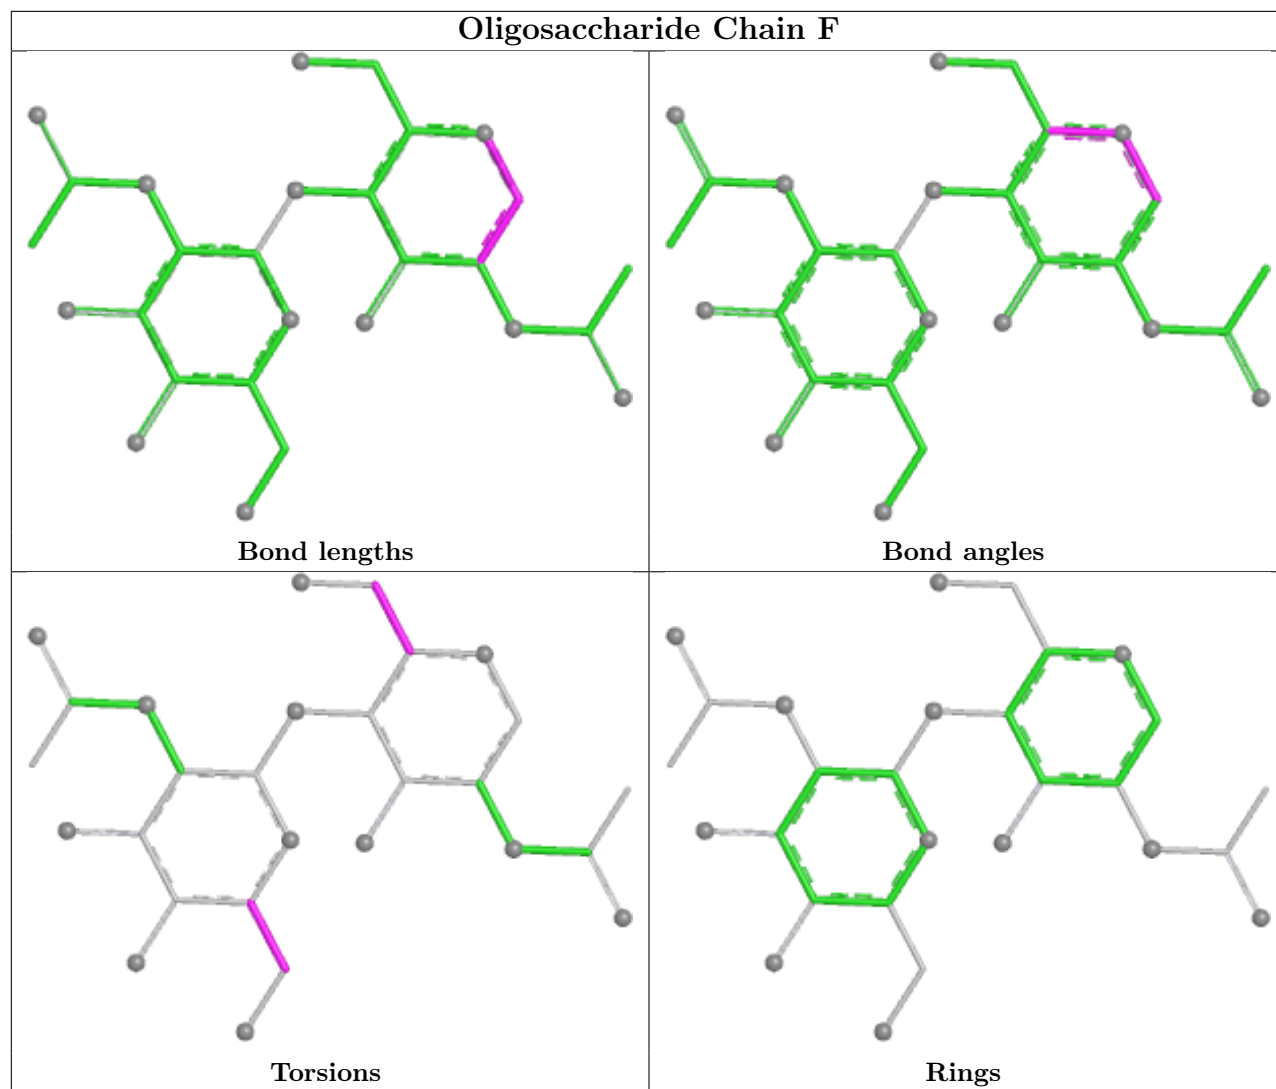 Oligosaccharide Chain F
Bond lengths
Bond angles
Torsions
Rings